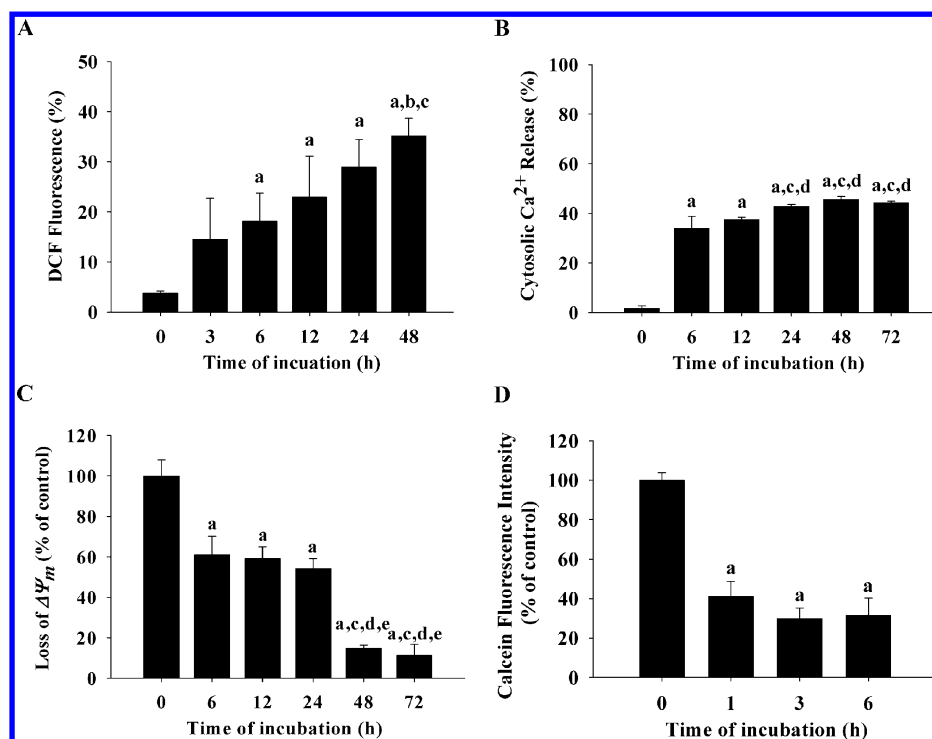 A
DCF Fluorescence (%)
50
40
30
20
10
0
a
a
a
a,b,c
0 3 6 12 24 48
Time of incuation (h)
B
Cytosolic Ca²⁺ Release (%)
100
80
60
40
20
0
a
a
a,c,d
a,c,d
a,c,d
0 6 12 24 48 72
Time of incubation (h)
C
Loss of ΔΨm (% of control)
120
100
80
60
40
20
0
a
a
a
a,c,d,e
a,c,d,e
0 6 12 24 48 72
Time of incubation (h)
D
Calcein Fluorescence Intensity
(% of control)
120
100
80
60
40
20
0
a
a
a
0 1 3 6
Time of incubation (h)